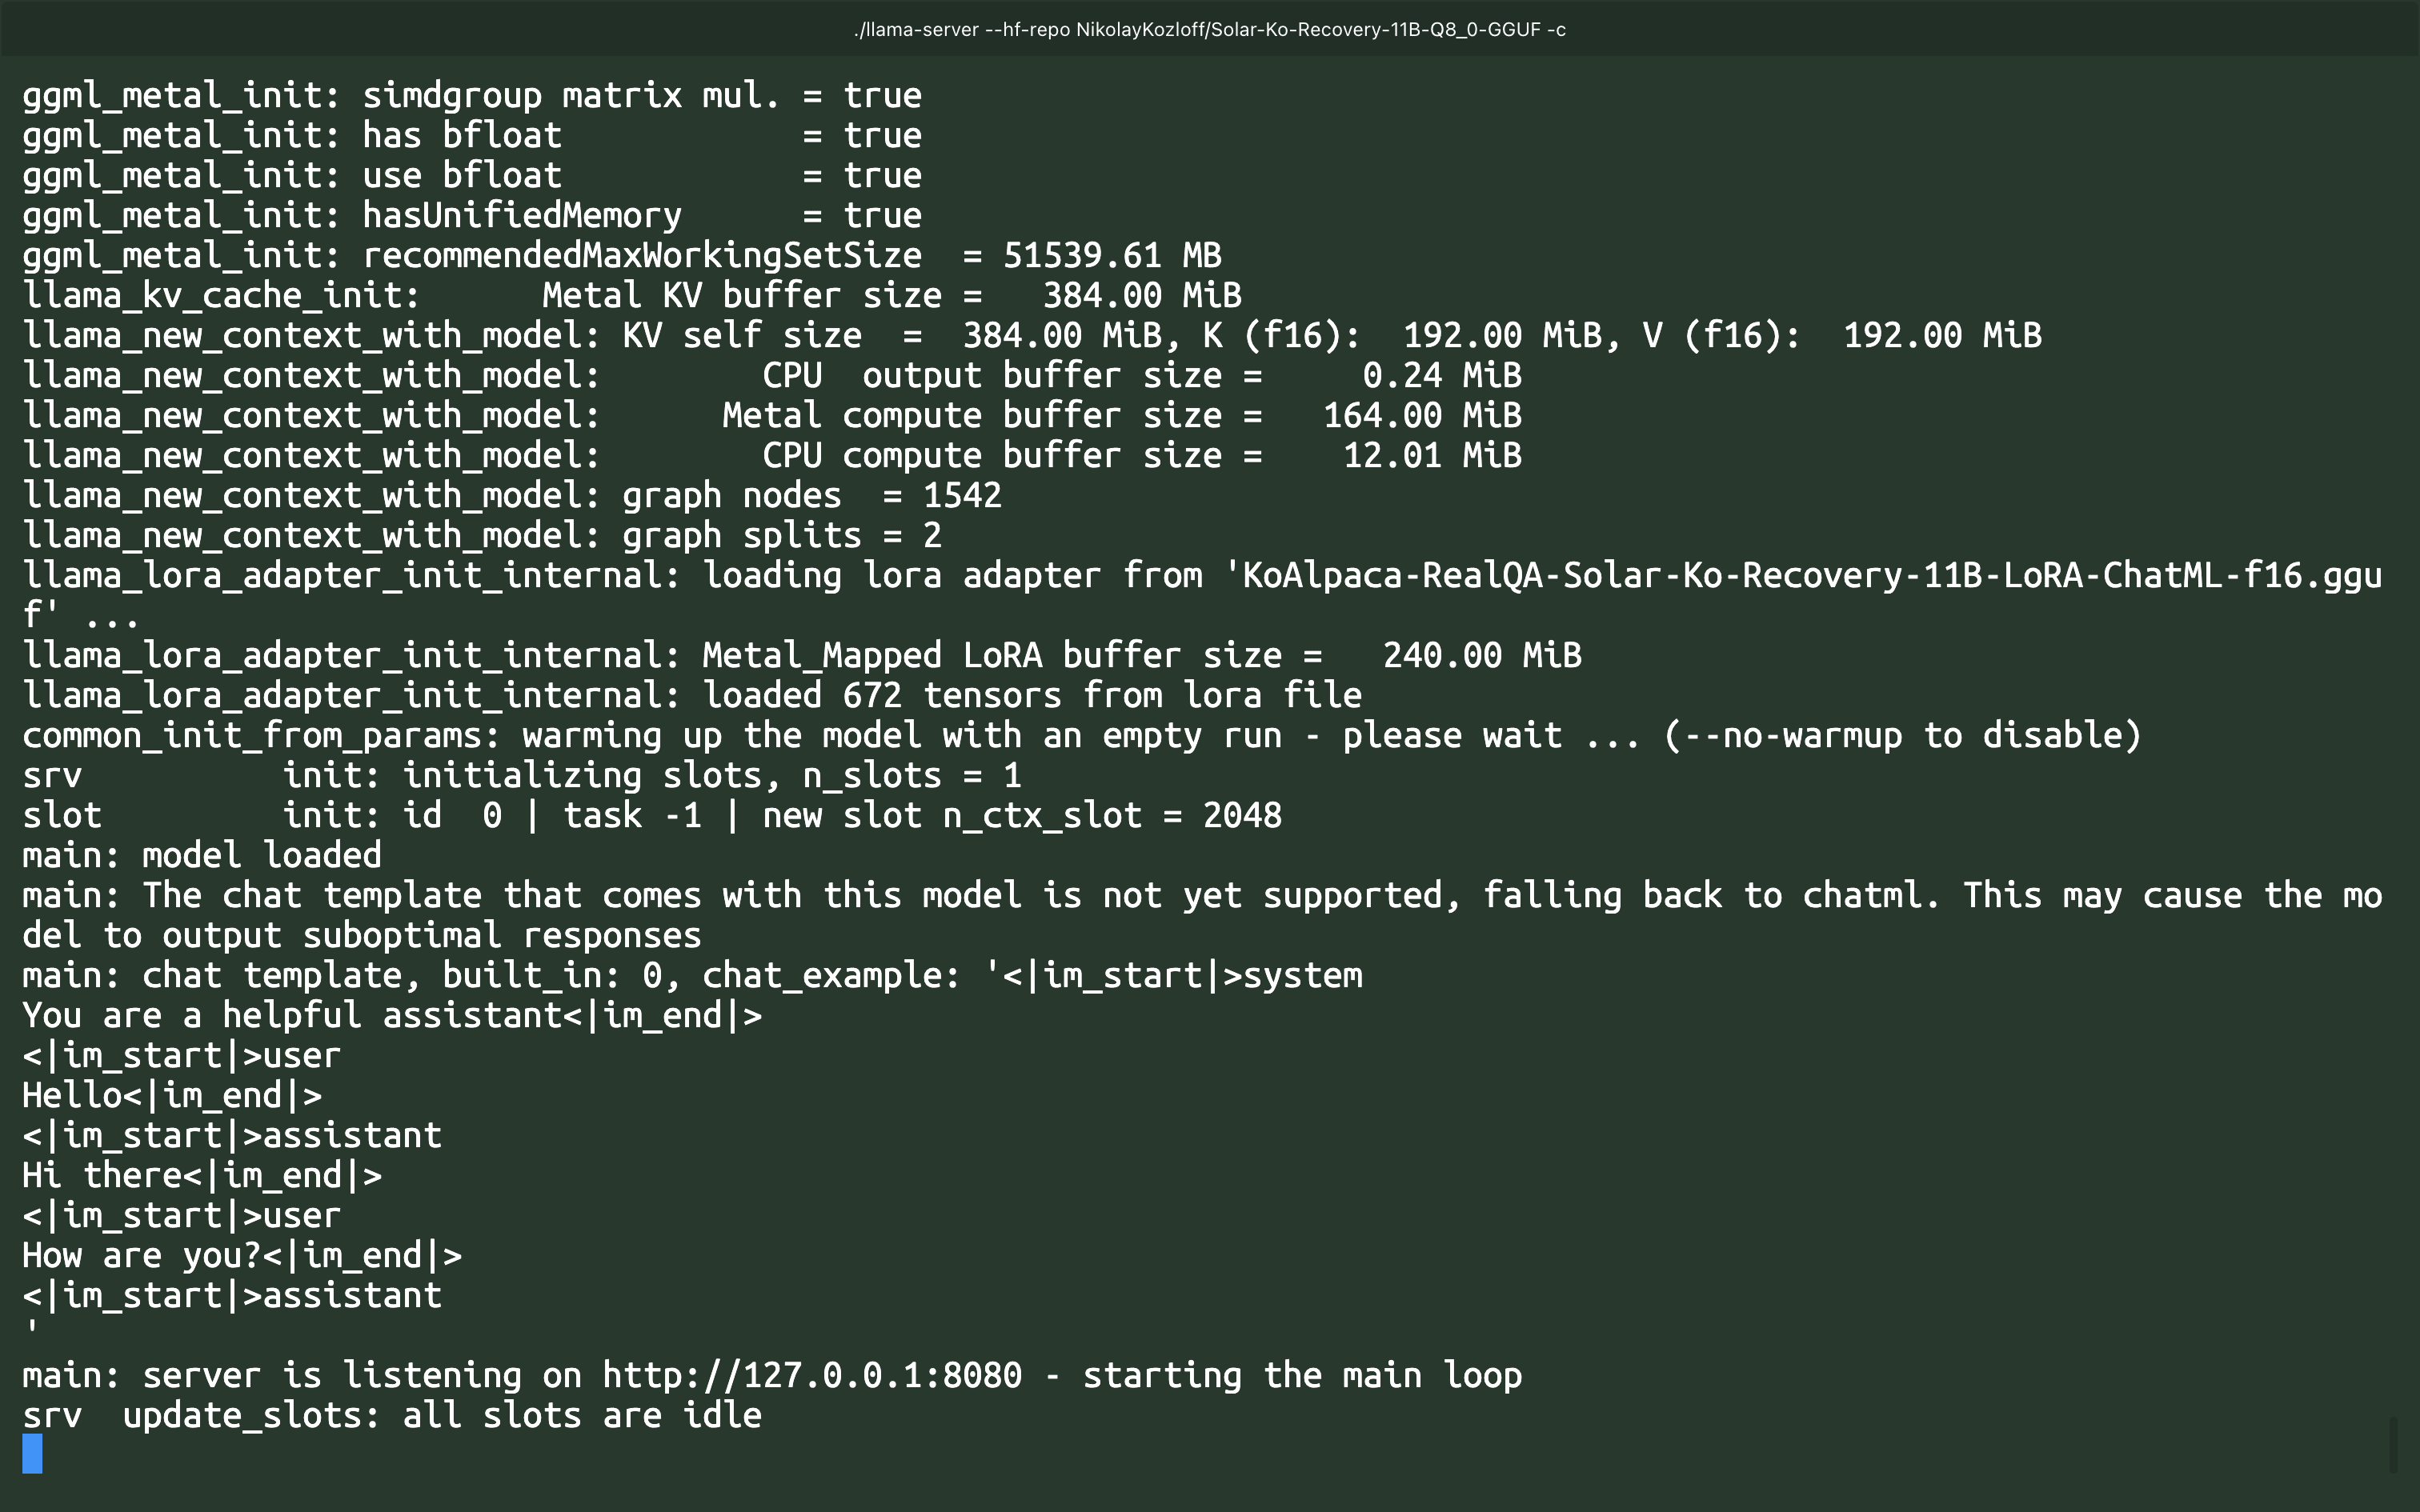 ./llama-server --hf-repo NikolayKozloff/Solar-Ko-Recovery-11B-Q8_0-GGUF -c
ggml_metal_init: simdgroup matrix mul. = true
ggml_metal_init: has bfloat            = true
ggml_metal_init: use bfloat            = true
ggml_metal_init: hasUnifiedMemory      = true
ggml_metal_init: recommendedMaxWorkingSetSize  = 51539.61 MB
llama_kv_cache_init:      Metal KV buffer size =   384.00 MiB
llama_new_context_with_model: KV self size  =  384.00 MiB, K (f16):  192.00 MiB, V (f16):  192.00 MiB
llama_new_context_with_model:        CPU  output buffer size =     0.24 MiB
llama_new_context_with_model:      Metal compute buffer size =   164.00 MiB
llama_new_context_with_model:        CPU compute buffer size =    12.01 MiB
llama_new_context_with_model: graph nodes  = 1542
llama_new_context_with_model: graph splits = 2
llama_lora_adapter_init_internal: loading lora adapter from 'KoAlpaca-RealQA-Solar-Ko-Recovery-11B-LoRA-ChatML-f16.ggu
f' ...
llama_lora_adapter_init_internal: Metal_Mapped LoRA buffer size =   240.00 MiB
llama_lora_adapter_init_internal: loaded 672 tensors from lora file
common_init_from_params: warming up the model with an empty run - please wait ... (--no-warmup to disable)
srv          init: initializing slots, n_slots = 1
slot         init: id  0 | task -1 | new slot n_ctx_slot = 2048
main: model loaded
main: The chat template that comes with this model is not yet supported, falling back to chatml. This may cause the mo
del to output suboptimal responses
main: chat template, built_in: 0, chat_example: '<|im_start|>system
You are a helpful assistant<|im_end|>
<|im_start|>user
Hello<|im_end|>
<|im_start|>assistant
Hi there<|im_end|>
<|im_start|>user
How are you?<|im_end|>
<|im_start|>assistant
'
main: server is listening on http://127.0.0.1:8080 - starting the main loop
srv  update_slots: all slots are idle